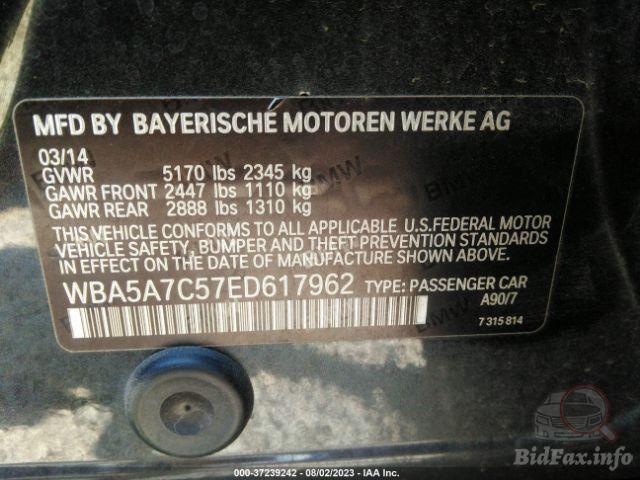 MFD BY BAYERISCHE MOTOREN WERKE AG
03/14
GVWR 5170 lbs 2345 kg
GAWR FRONT 2447 lbs 1110 kg
GAWR REAR 2888 lbs 1310 kg
THIS VEHICLE CONFORMS TO ALL APPLICABLE U.S.FEDERAL MOTOR
VEHICLE SAFETY, BUMPER AND THEFT PREVENTION STANDARDS
IN EFFECT ON THE DATE OF MANUFACTURE SHOWN ABOVE.
WBA5A7C57ED617962 TYPE: PASSENGER CAR
A90/7
7 315 814
BMW
BMW
BidFax.info
000-37239242 - 08/02/2023 - IAA Inc.